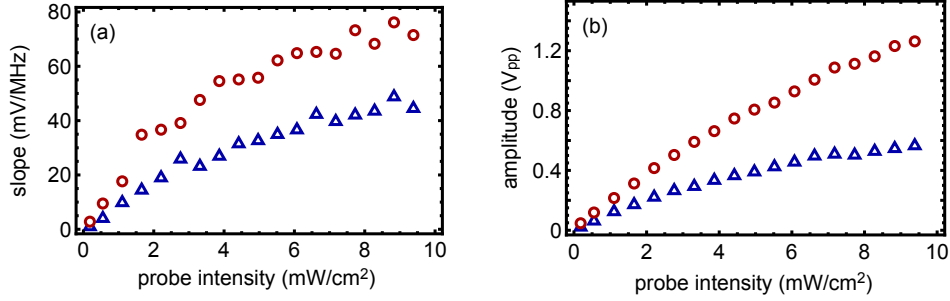 (a)
slope (mV/MHz)
80
60
40
20
0
0 2 4 6 8 10
probe intensity (mW/cm²)
(b)
amplitude (Vpp)
1.2
0.8
0.4
0
0 2 4 6 8 10
probe intensity (mW/cm²)